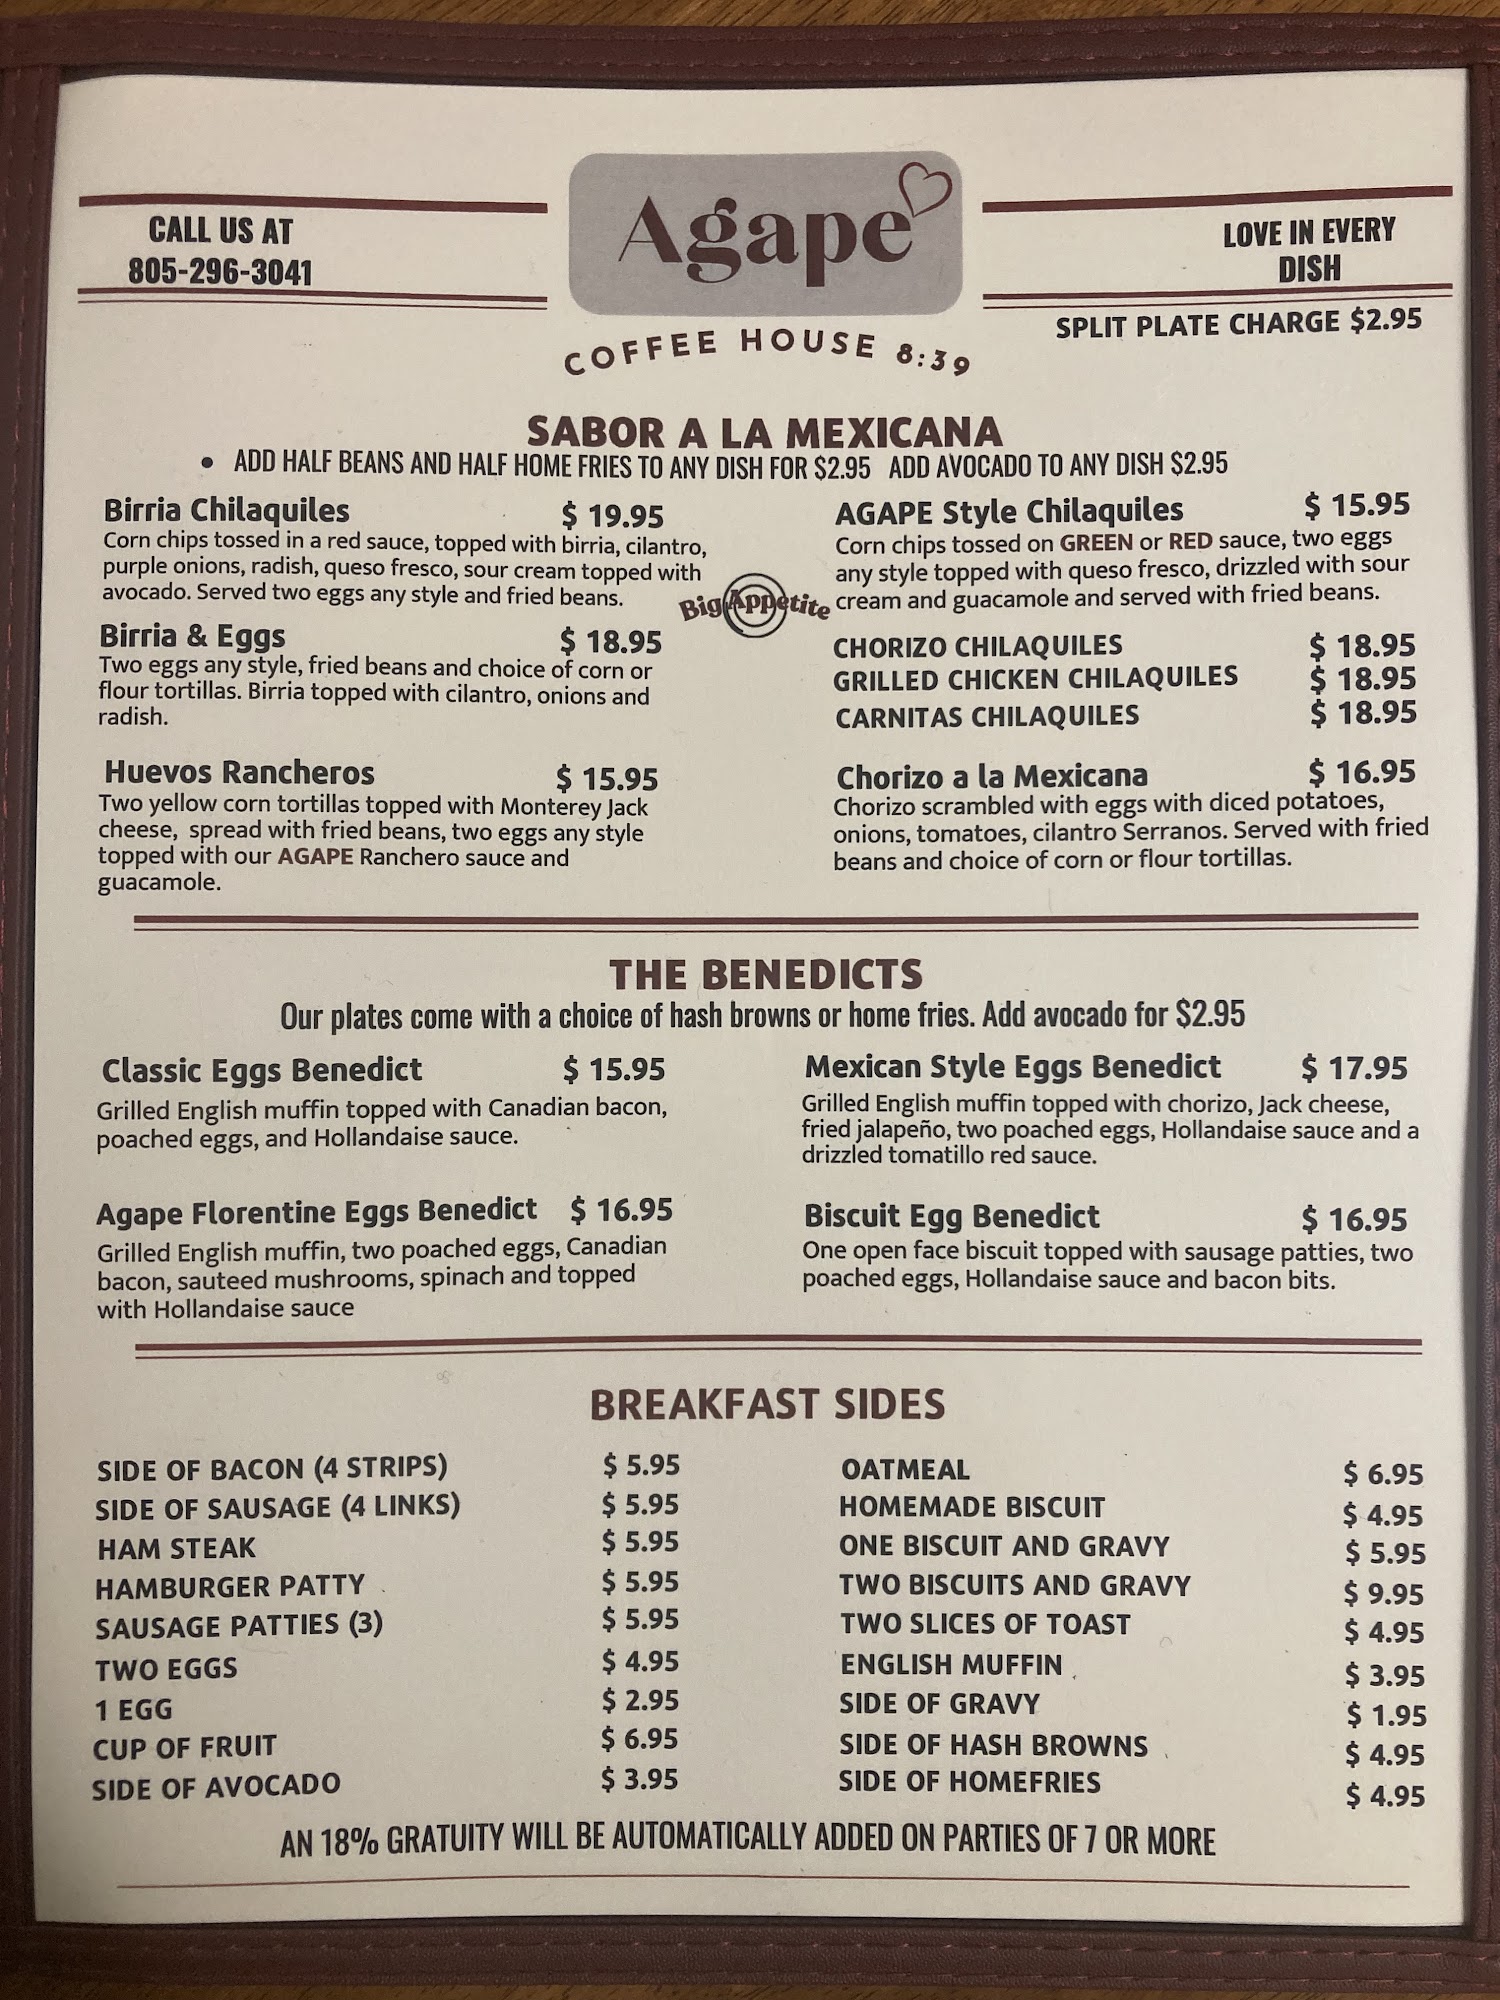 CALL US AT
805-296-3041
Agape
COFFEE HOUSE 8:39
LOVE IN EVERY
DISH
SPLIT PLATE CHARGE $2.95
SABOR A LA MEXICANA
• ADD HALF BEANS AND HALF HOME FRIES TO ANY DISH FOR $2.95 ADD AVOCADO TO ANY DISH $2.95
Birria Chilaquiles $ 19.95
Corn chips tossed in a red sauce, topped with birria, cilantro,
purple onions, radish, queso fresco, sour cream topped with
avocado. Served two eggs any style and fried beans.
Birria & Eggs $ 18.95
Two eggs any style, fried beans and choice of corn or
flour tortillas. Birria topped with cilantro, onions and
radish.
Huevos Rancheros $ 15.95
Two yellow corn tortillas topped with Monterey Jack
cheese, spread with fried beans, two eggs any style
topped with our AGAPE Ranchero sauce and
guacamole.
Big Appetite
AGAPE Style Chilaquiles $ 15.95
Corn chips tossed on GREEN or RED sauce, two eggs
any style topped with queso fresco, drizzled with sour
cream and guacamole and served with fried beans.
CHORIZO CHILAQUILES $ 18.95
GRILLED CHICKEN CHILAQUILES $ 18.95
CARNITAS CHILAQUILES $ 18.95
Chorizo a la Mexicana $ 16.95
Chorizo scrambled with eggs with diced potatoes,
onions, tomatoes, cilantro Serranos. Served with fried
beans and choice of corn or flour tortillas.
THE BENEDICTS
Our plates come with a choice of hash browns or home fries. Add avocado for $2.95
Classic Eggs Benedict $ 15.95
Grilled English muffin topped with Canadian bacon,
poached eggs, and Hollandaise sauce.
Agape Florentine Eggs Benedict $ 16.95
Grilled English muffin, two poached eggs, Canadian
bacon, sauteed mushrooms, spinach and topped
with Hollandaise sauce
Mexican Style Eggs Benedict $ 17.95
Grilled English muffin topped with chorizo, Jack cheese,
fried jalapeño, two poached eggs, Hollandaise sauce and a
drizzled tomatillo red sauce.
Biscuit Egg Benedict $ 16.95
One open face biscuit topped with sausage patties, two
poached eggs, Hollandaise sauce and bacon bits.
BREAKFAST SIDES
SIDE OF BACON (4 STRIPS) $ 5.95
SIDE OF SAUSAGE (4 LINKS) $ 5.95
HAM STEAK $ 5.95
HAMBURGER PATTY $ 5.95
SAUSAGE PATTIES (3) $ 5.95
TWO EGGS $ 4.95
1 EGG $ 2.95
CUP OF FRUIT $ 6.95
SIDE OF AVOCADO $ 3.95
OATMEAL $ 6.95
HOMEMADE BISCUIT $ 4.95
ONE BISCUIT AND GRAVY $ 5.95
TWO BISCUITS AND GRAVY $ 9.95
TWO SLICES OF TOAST $ 4.95
ENGLISH MUFFIN $ 3.95
SIDE OF GRAVY $ 1.95
SIDE OF HASH BROWNS $ 4.95
SIDE OF HOMEFRIES $ 4.95
AN 18% GRATUITY WILL BE AUTOMATICALLY ADDED ON PARTIES OF 7 OR MORE